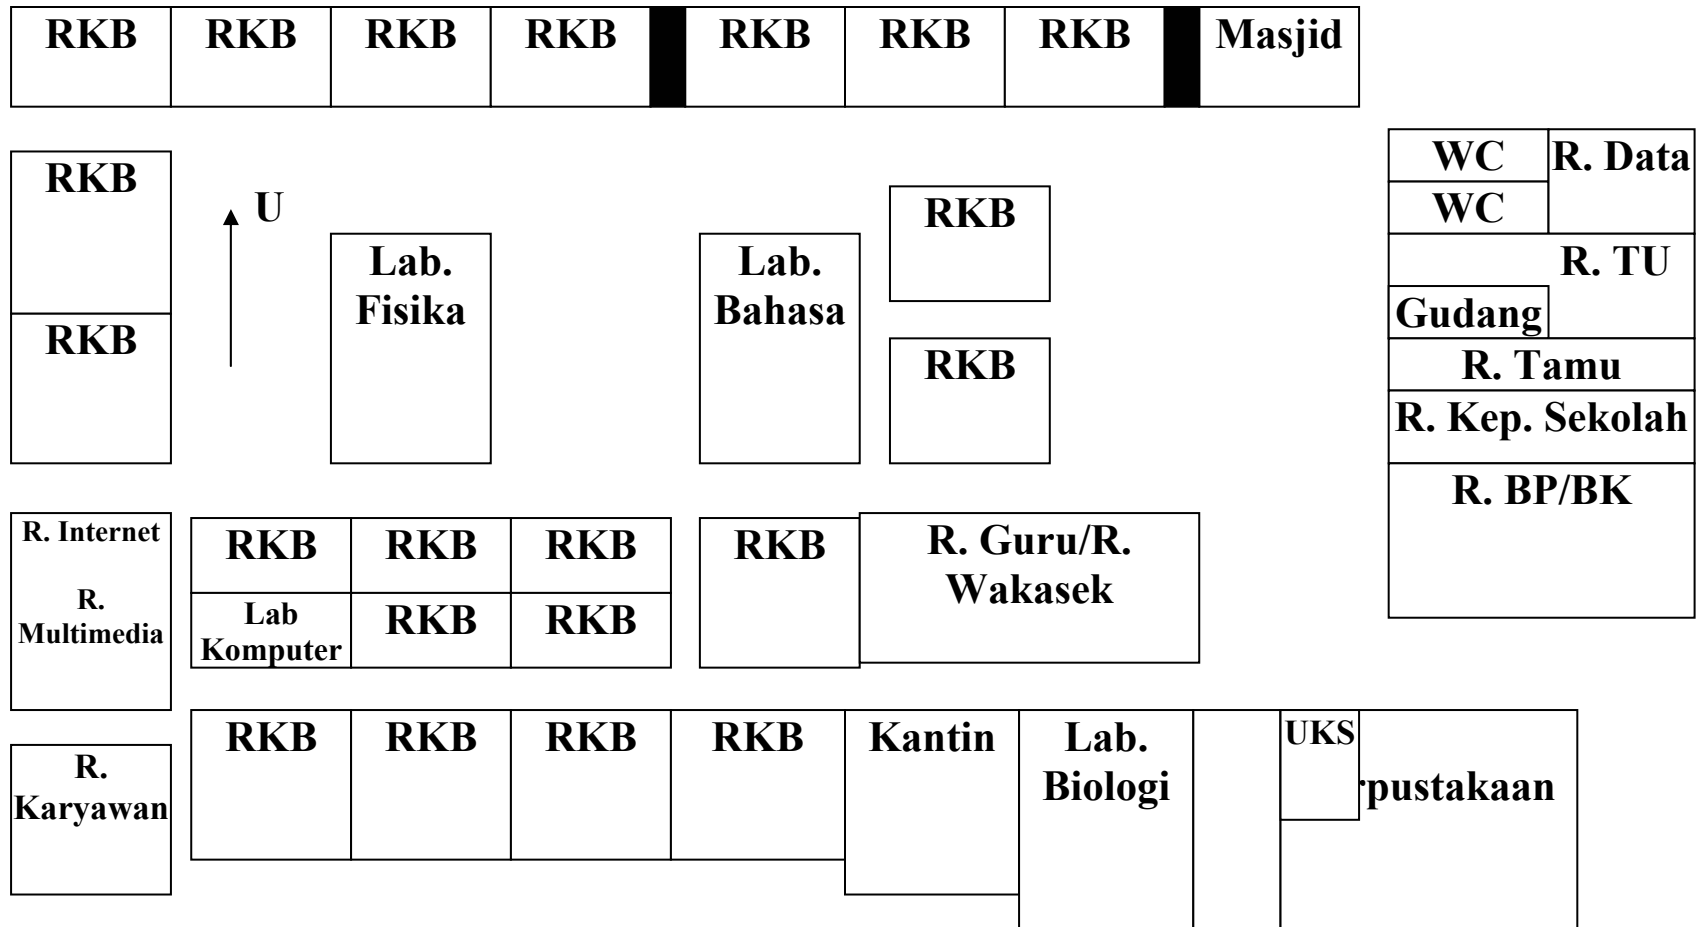 RKB RKB RKB RKB RKB RKB RKB Masjid
RKB
RKB
U
Lab.
Fisika
Lab.
Bahasa
RKB
RKB
WC
R. Data
WC
R. TU
Gudang
R. Tamu
R. Kep. Sekolah
R. BP/BK
R. Internet
R.
Multimedia
RKB RKB RKB
Lab
Komputer
RKB RKB
RKB
R. Guru/R.
Wakasek
R.
Karyawan
RKB RKB RKB RKB Kantin
Lab.
Biologi
UKS
rpustakaan